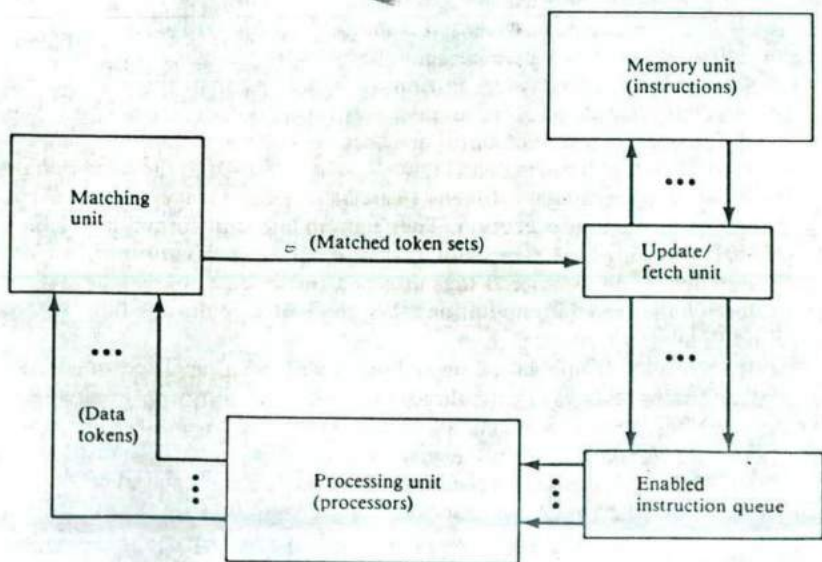 Memory unit
(instructions)
Matching
unit
(Matched token sets)
Update/
fetch unit
(Data
tokens)
Processing unit
(processors)
Enabled
instruction queue